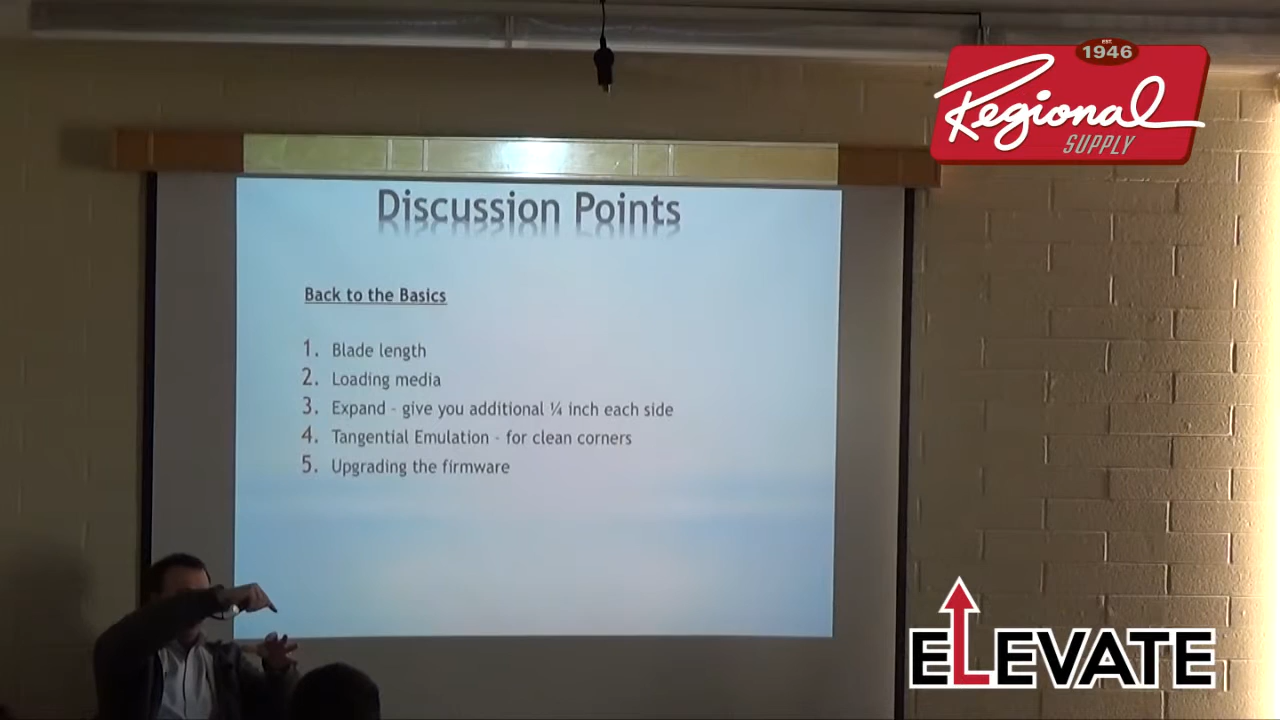 EST.
1946
Regional
SUPPLY
Discussion Points
Back to the Basics
1. Blade length
2. Loading media
3. Expand - give you additional ¼ inch each side
4. Tangential Emulation - for clean corners
5. Upgrading the firmware
ELEVATE